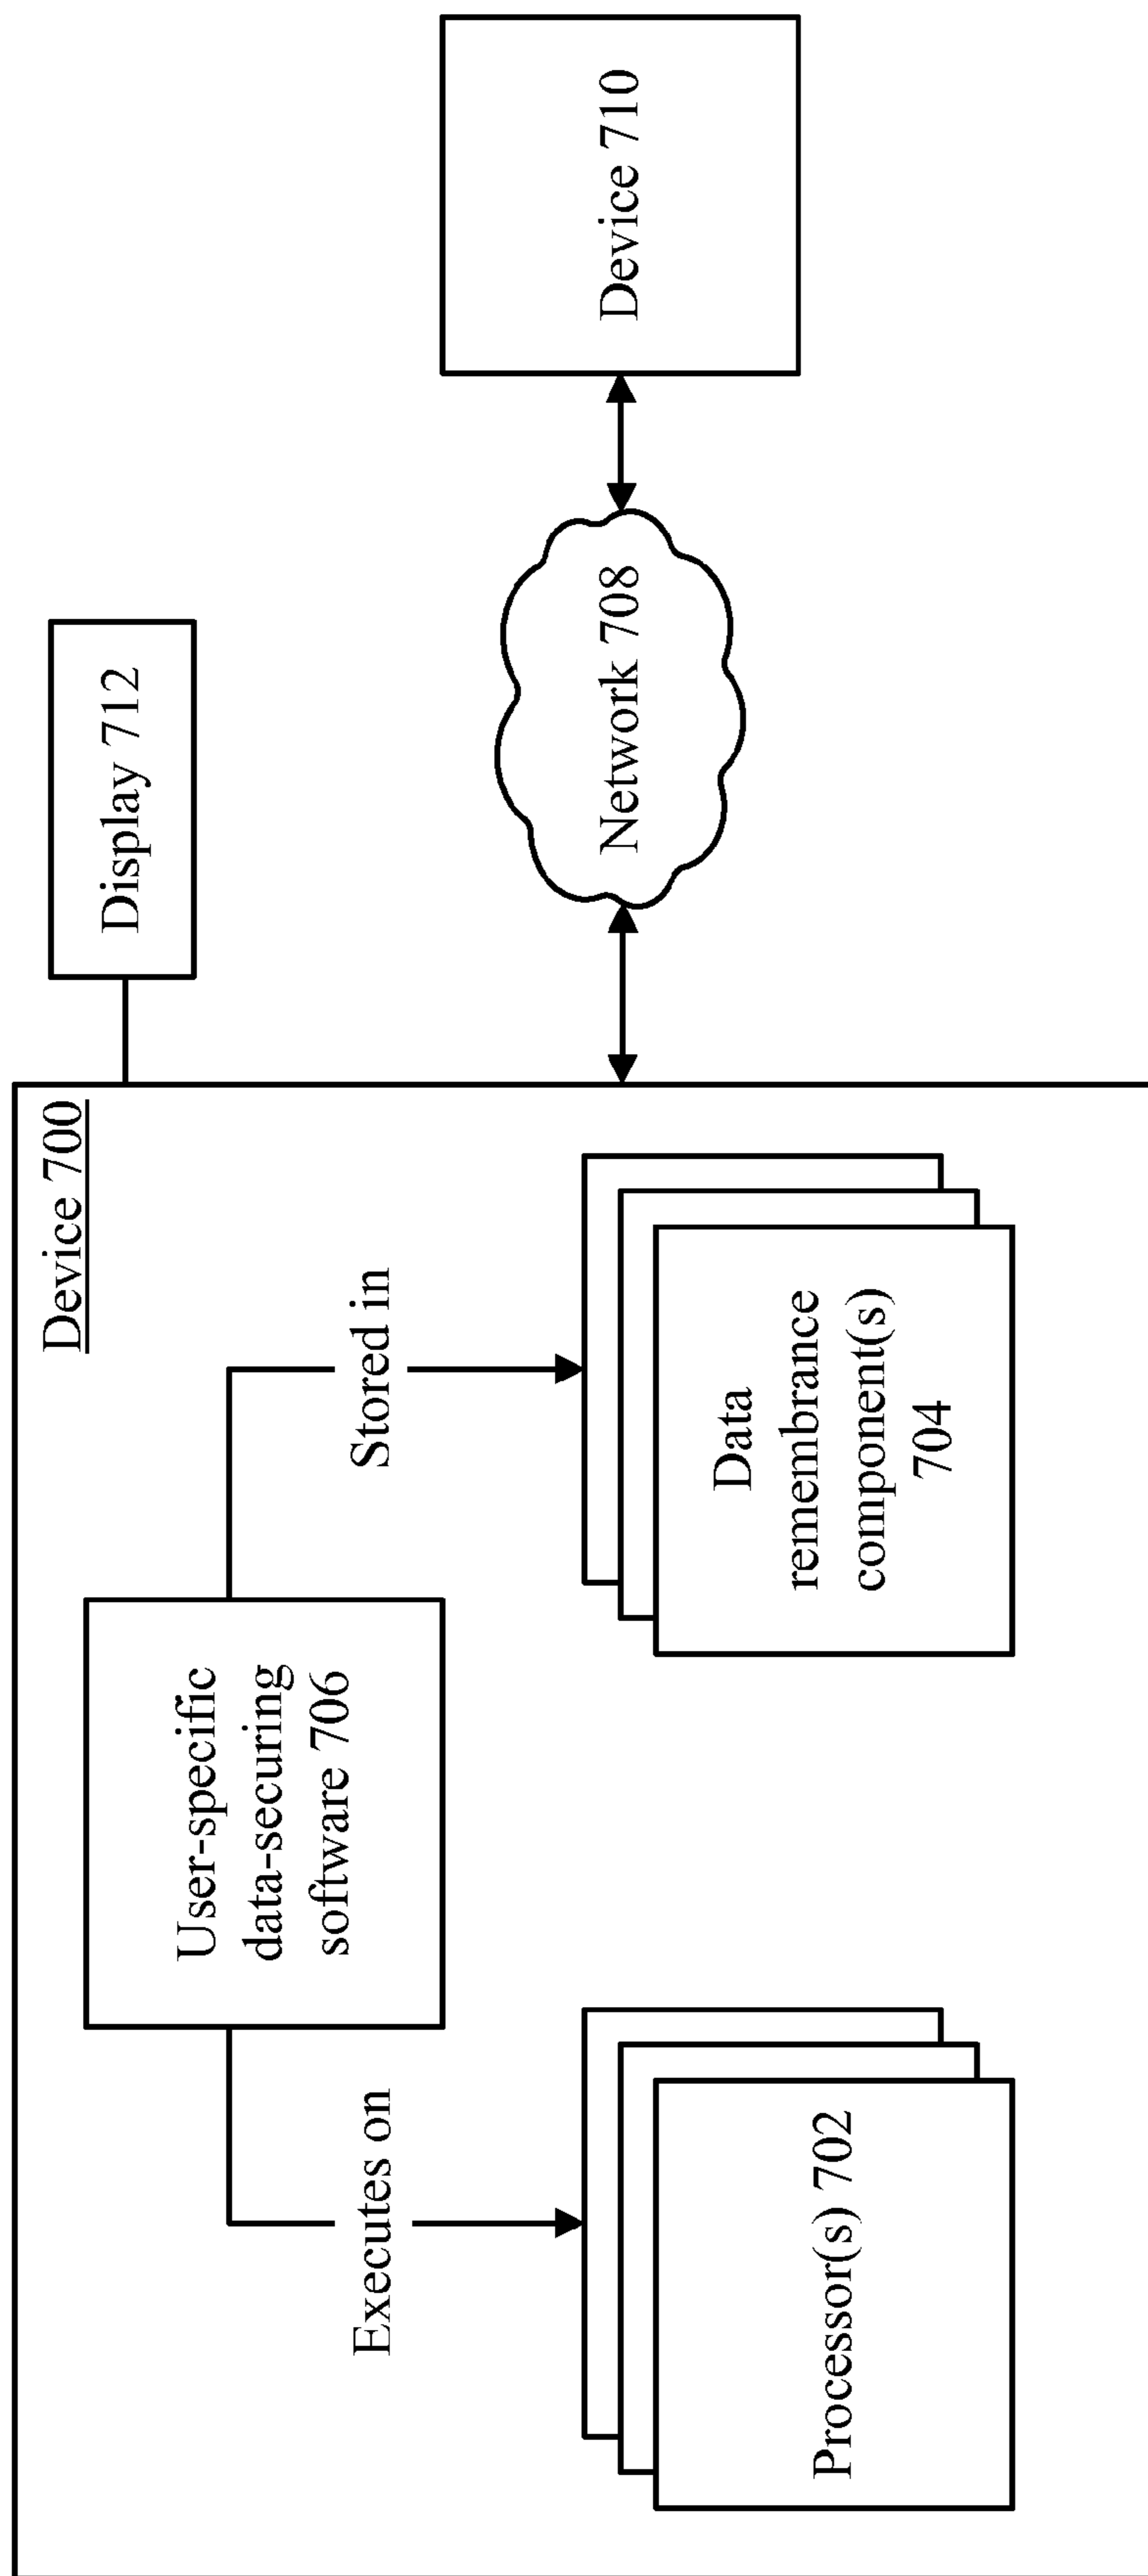 Device 700
User-specific
data-securing
software 706
Executes on
Stored in
Processor(s) 702
Data
remembrance
component(s)
704
Display 712
Network 708
Device 710